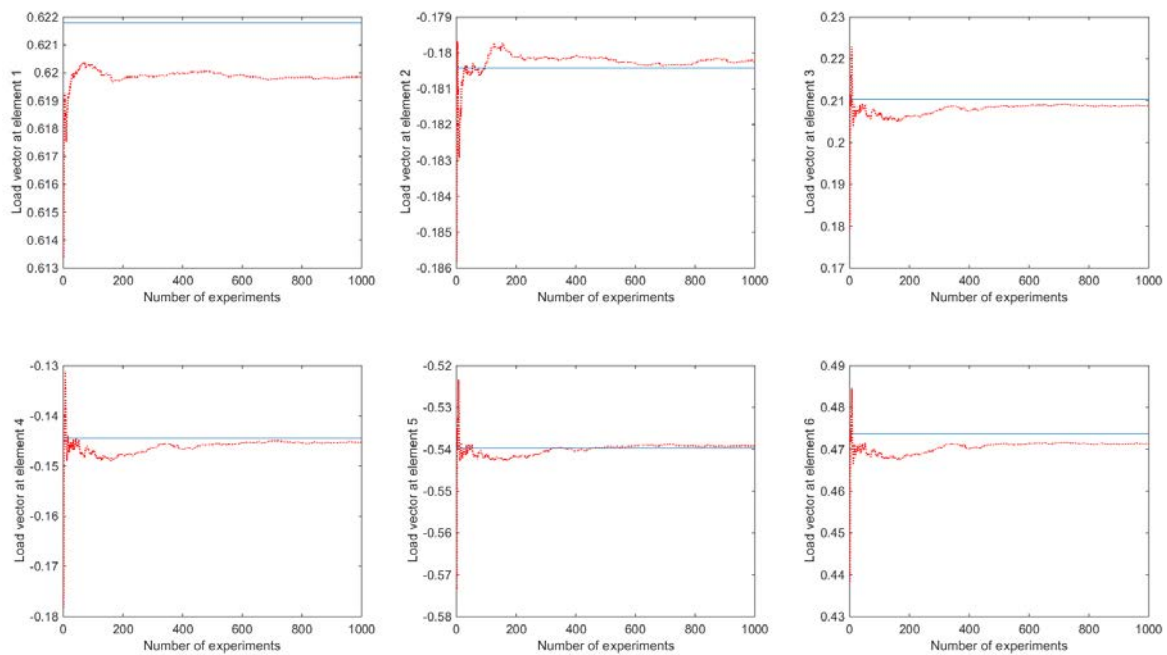 0.622
0.621
0.62
0.619
0.618
0.617
0.616
0.615
0.614
0.613
Load vector at element 1
0 200 400 600 800 1000
Number of experiments
-0.179
-0.18
-0.181
-0.182
-0.183
-0.184
-0.185
-0.186
Load vector at element 2
0 200 400 600 800 1000
Number of experiments
0.23
0.22
0.21
0.2
0.19
0.18
0.17
Load vector at element 3
0 200 400 600 800 1000
Number of experiments
-0.13
-0.14
-0.15
-0.16
-0.17
-0.18
Load vector at element 4
0 200 400 600 800 1000
Number of experiments
-0.52
-0.53
-0.54
-0.55
-0.56
-0.57
-0.58
Load vector at element 5
0 200 400 600 800 1000
Number of experiments
0.49
0.48
0.47
0.46
0.45
0.44
0.43
Load vector at element 6
0 200 400 600 800 1000
Number of experiments